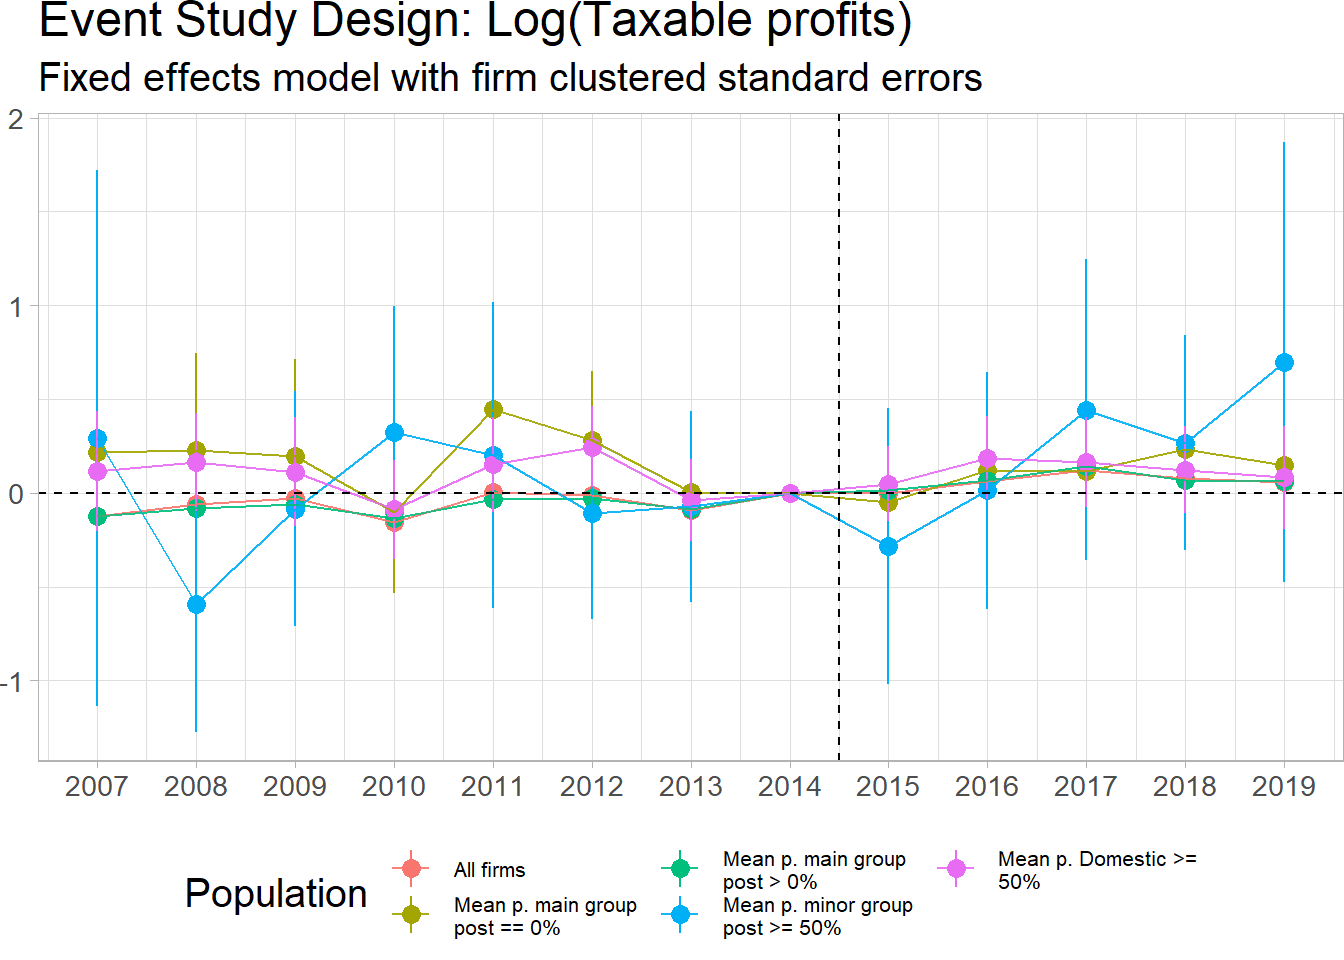 Event Study Design: Log(Taxable profits)
Fixed effects model with firm clustered standard errors
2
1
0
-1
2007 2008 2009 2010 2011 2012 2013 2014 2015 2016 2017 2018 2019
Population
All firms
Mean p. main group
post == 0%
Mean p. main group
post > 0%
Mean p. minor group
post >= 50%
Mean p. Domestic >=
50%